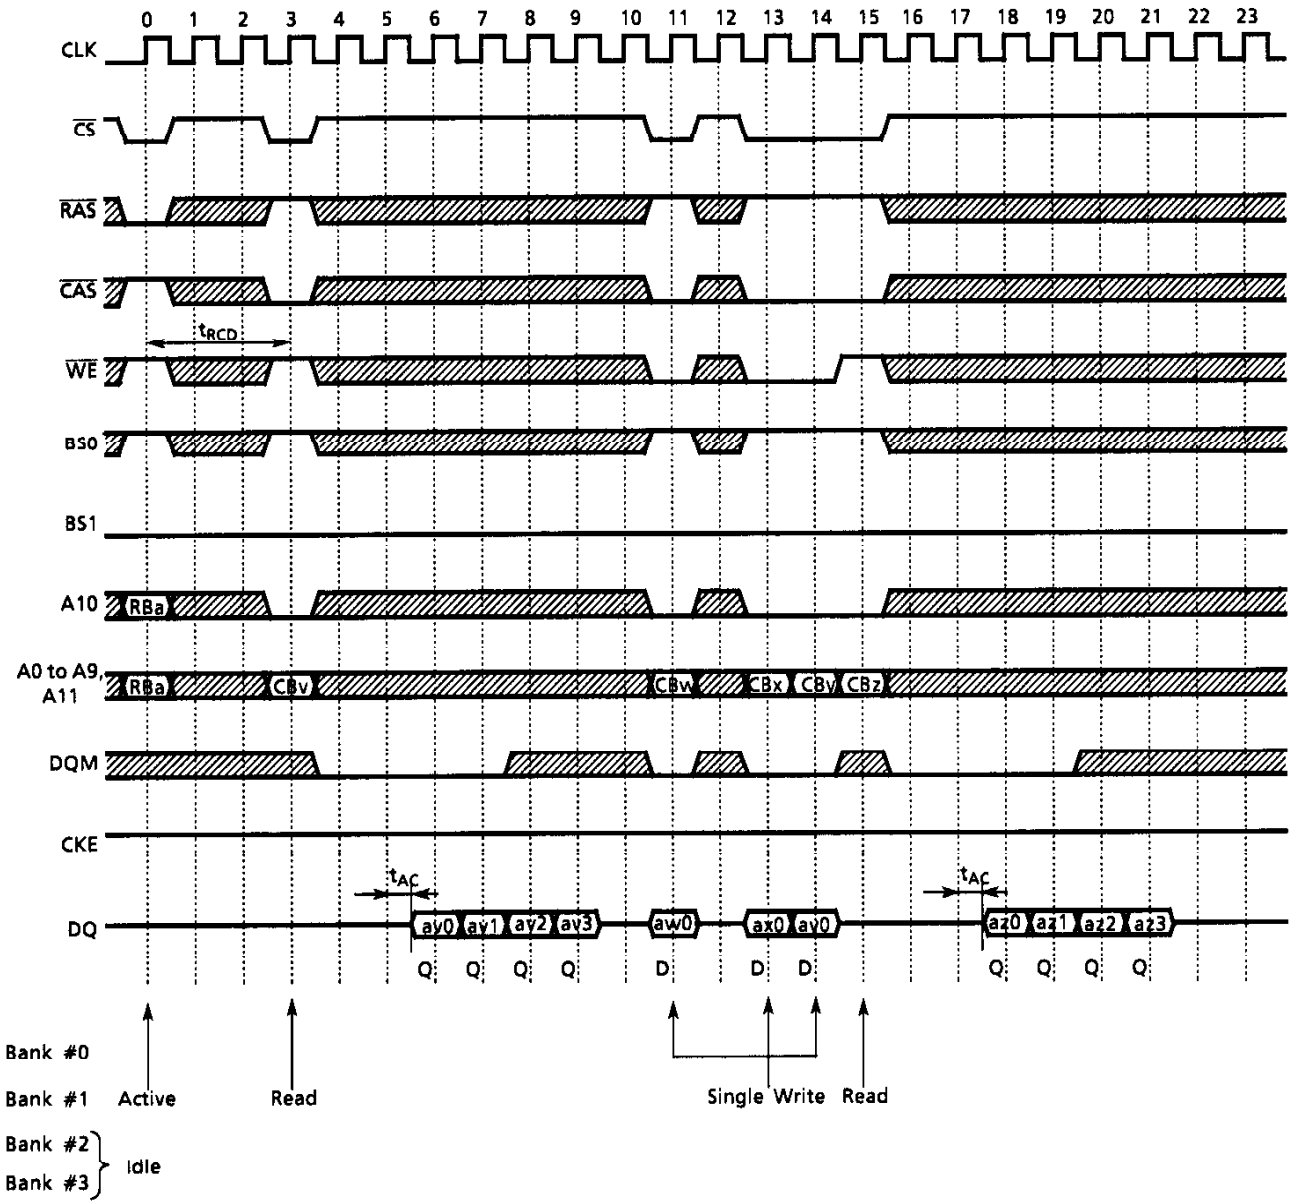 0 1 2 3 4 5 6 7 8 9 10 11 12 13 14 15 16 17 18 19 20 21 22 23
CLK
CS
RAS
CAS
tRCD
WE
BS0
BS1
A10 RBa
A0 to A9,
A11 RBa CBv CBw CBx CBy CBz
DQM
CKE
tAC tAC
DQ ay0 ay1 ay2 ay3 aw0 ax0 ay0 az0 az1 az2 az3
Q Q Q Q D D D Q Q Q Q
Bank #0
Bank #1 Active Read Single Write Read
Bank #2
Idle
Bank #3